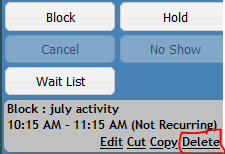 Block Hold
Cancel No Show
Wait List
Block : july activity
10:15 AM - 11:15 AM (Not Recurring)
Edit Cut Copy Delete